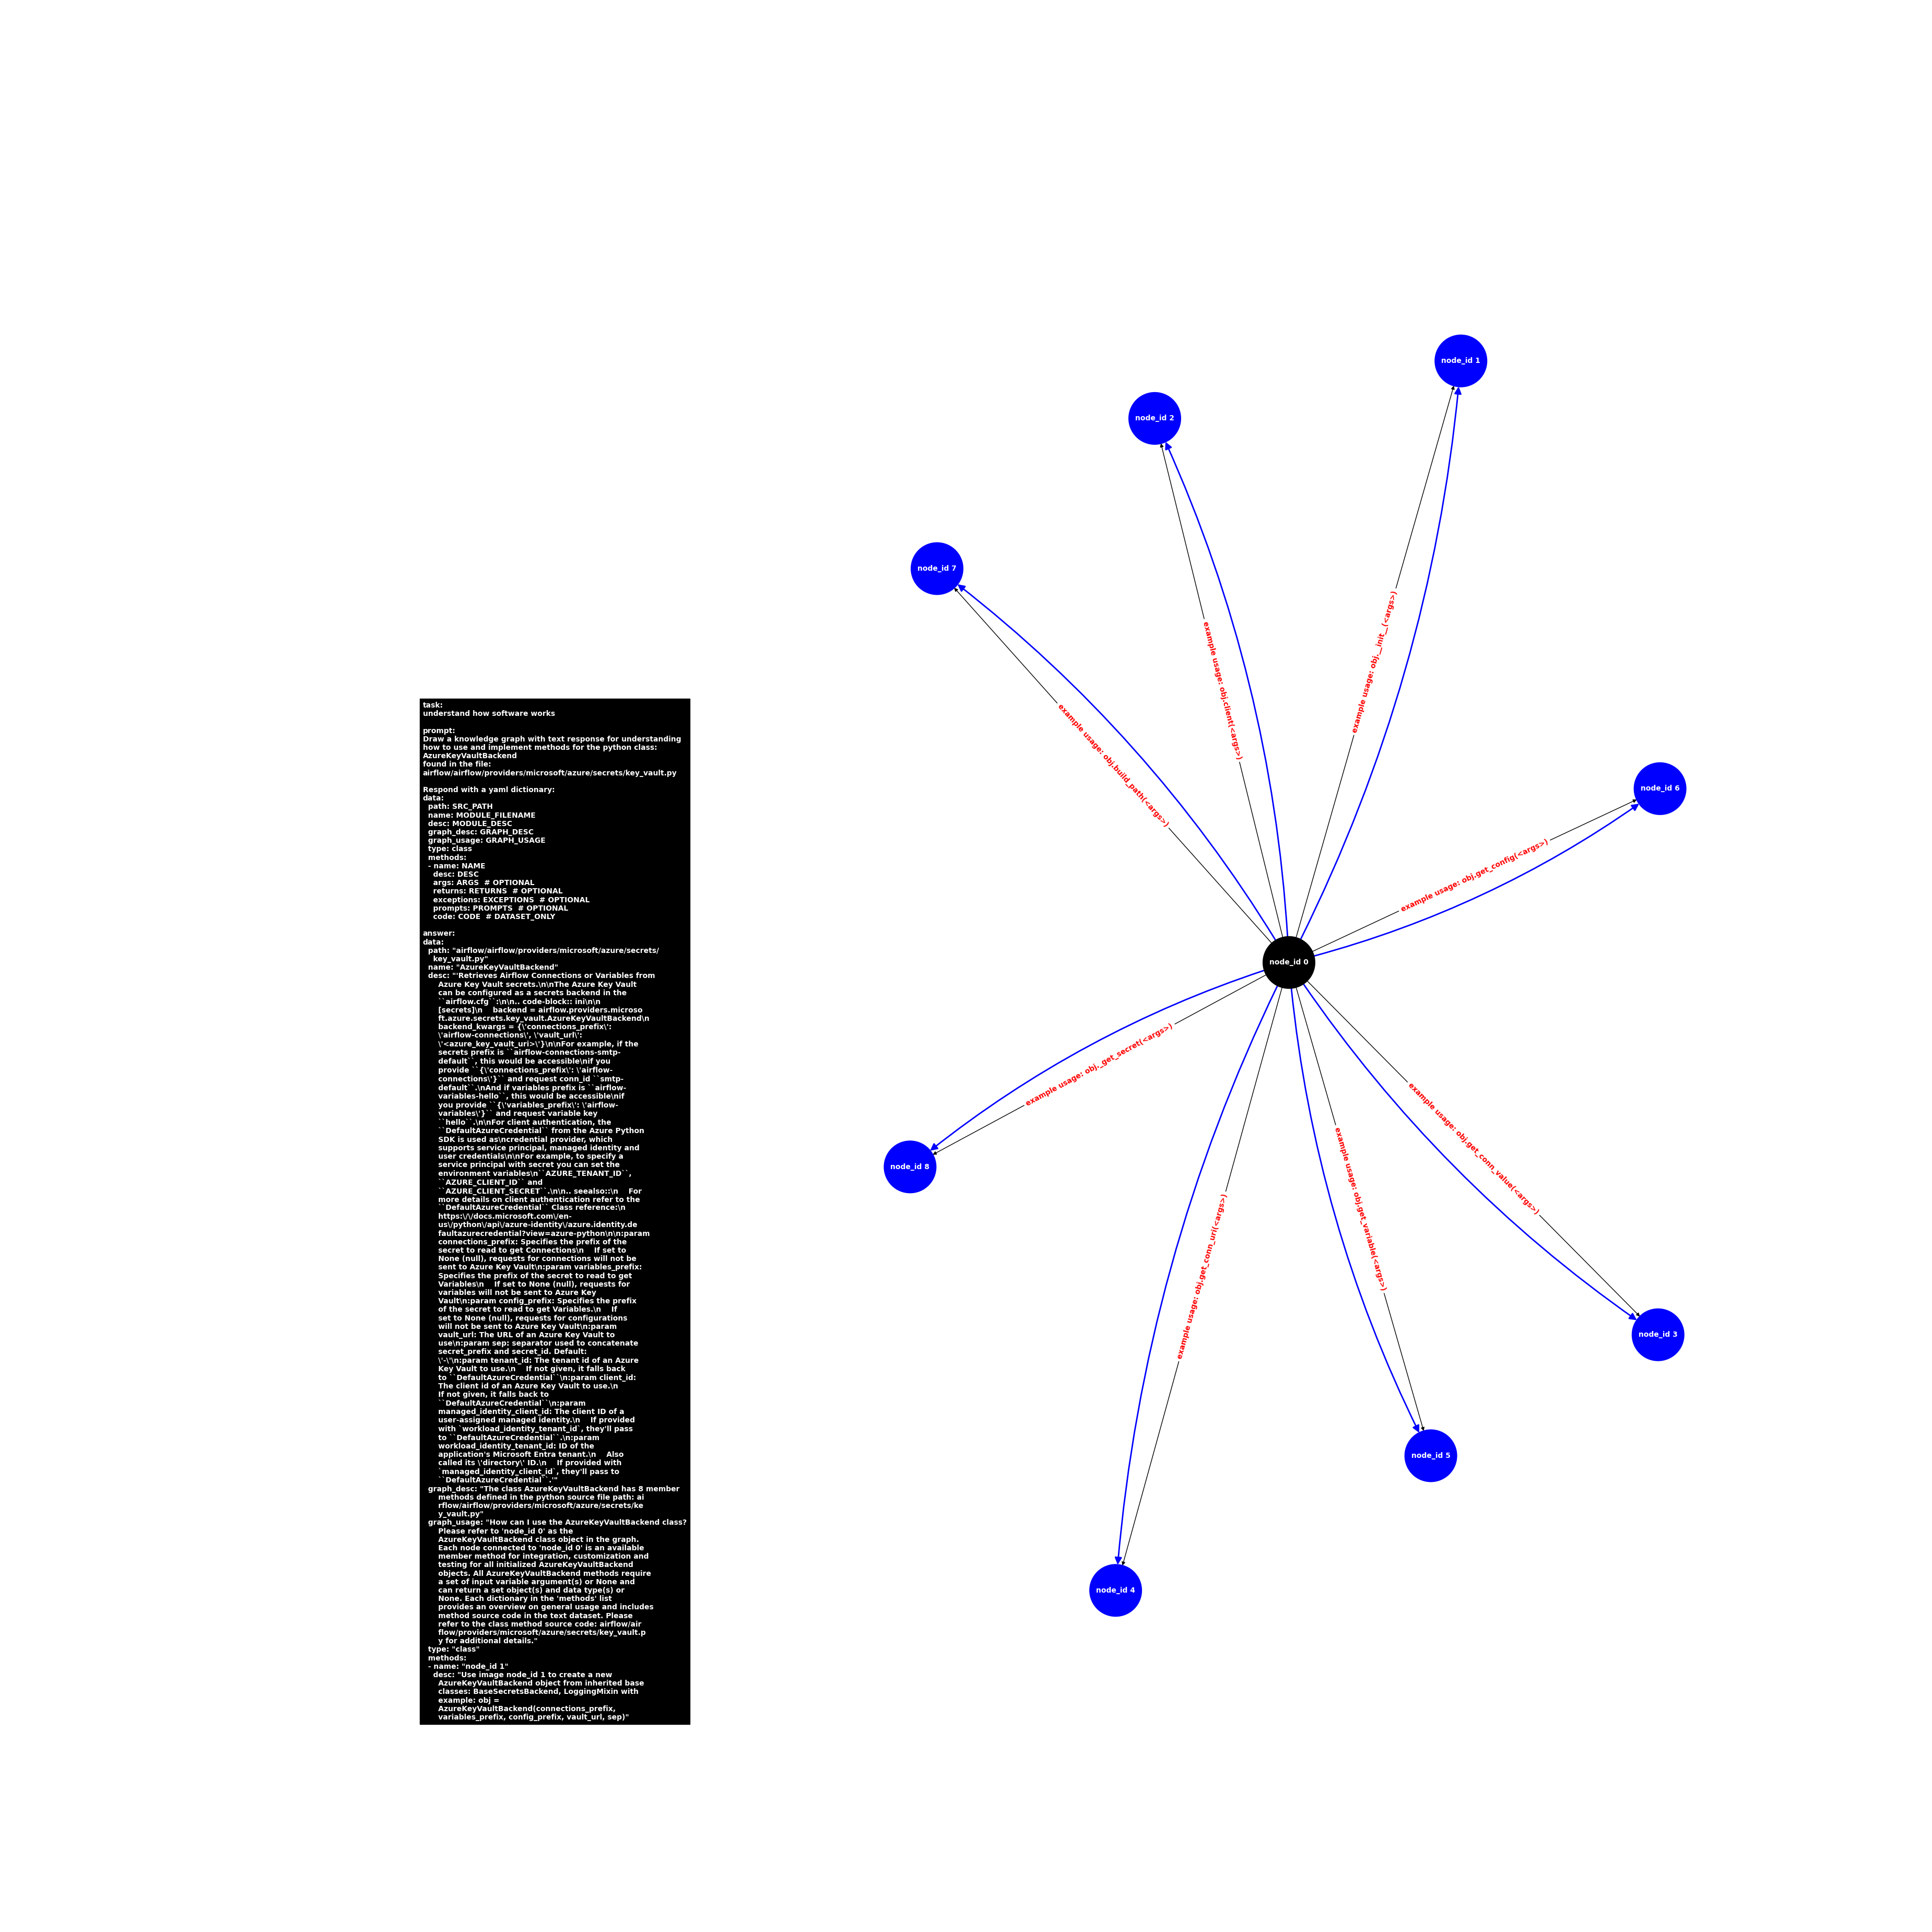 task:
understand how software works

prompt:
Draw a knowledge graph with text response for understanding
how to use and implement methods for the python class:
AzureKeyVaultBackend
found in the file:
airflow/airflow/providers/microsoft/azure/secrets/key_vault.py

Respond with a yaml dictionary:
data:
  path: SRC_PATH
  name: MODULE_FILENAME
  desc: MODULE_DESC
  graph_desc: GRAPH_DESC
  graph_usage: GRAPH_USAGE
  type: class
  methods:
  - name: NAME
    desc: DESC
    args: ARGS  # OPTIONAL
    returns: RETURNS  # OPTIONAL
    exceptions: EXCEPTIONS  # OPTIONAL
    prompts: PROMPTS  # OPTIONAL
    code: CODE  # DATASET_ONLY

answer:
data:
  path: "airflow/airflow/providers/microsoft/azure/secrets/
    key_vault.py"
  name: "AzureKeyVaultBackend"
  desc: "'Retrieves Airflow Connections or Variables from
      Azure Key Vault secrets.\n\nThe Azure Key Vault
      can be configured as a secrets backend in the
      ``airflow.cfg``:\n\n.. code-block:: ini\n\n
      [secrets]\n    backend = airflow.providers.microso
      ft.azure.secrets.key_vault.AzureKeyVaultBackend\n
      backend_kwargs = {\'connections_prefix\':
      \'airflow-connections\', \'vault_url\':
      \'<azure_key_vault_uri>\'}\n\nFor example, if the
      secrets prefix is ``airflow-connections-smtp-
      default``, this would be accessible\nif you
      provide ``{\'connections_prefix\': \'airflow-
      connections\'}`` and request conn_id ``smtp-
      default``.\nAnd if variables prefix is ``airflow-
      variables-hello``, this would be accessible\nif
      you provide ``{\'variables_prefix\': \'airflow-
      variables\'}`` and request variable key
      ``hello``.\n\nFor client authentication, the
      ``DefaultAzureCredential`` from the Azure Python
      SDK is used as\ncredential provider, which
      supports service principal, managed identity and
      user credentials\n\nFor example, to specify a
      service principal with secret you can set the
      environment variables\n``AZURE_TENANT_ID``,
      ``AZURE_CLIENT_ID`` and
      ``AZURE_CLIENT_SECRET``.\n\n.. seealso::\n    For
      more details on client authentication refer to the
      ``DefaultAzureCredential`` Class reference:\n
      https:\/\/docs.microsoft.com\/en-
      us\/python\/api\/azure-identity\/azure.identity.de
      faultazurecredential?view=azure-python\n\n:param
      connections_prefix: Specifies the prefix of the
      secret to read to get Connections\n    If set to
      None (null), requests for connections will not be
      sent to Azure Key Vault\n:param variables_prefix:
      Specifies the prefix of the secret to read to get
      Variables\n    If set to None (null), requests for
      variables will not be sent to Azure Key
      Vault\n:param config_prefix: Specifies the prefix
      of the secret to read to get Variables.\n    If
      set to None (null), requests for configurations
      will not be sent to Azure Key Vault\n:param
      vault_url: The URL of an Azure Key Vault to
      use\n:param sep: separator used to concatenate
      secret_prefix and secret_id. Default:
      \'-\'\n:param tenant_id: The tenant id of an Azure
      Key Vault to use.\n    If not given, it falls back
      to ``DefaultAzureCredential``\n:param client_id:
      The client id of an Azure Key Vault to use.\n
      If not given, it falls back to
      ``DefaultAzureCredential``\n:param
      managed_identity_client_id: The client ID of a
      user-assigned managed identity.\n    If provided
      with `workload_identity_tenant_id`, they'll pass
      to ``DefaultAzureCredential``.\n:param
      workload_identity_tenant_id: ID of the
      application's Microsoft Entra tenant.\n    Also
      called its \'directory\' ID.\n    If provided with
      `managed_identity_client_id`, they'll pass to
      ``DefaultAzureCredential``.'"
  graph_desc: "The class AzureKeyVaultBackend has 8 member
      methods defined in the python source file path: ai
      rflow/airflow/providers/microsoft/azure/secrets/ke
      y_vault.py"
  graph_usage: "How can I use the AzureKeyVaultBackend class?
      Please refer to 'node_id 0' as the
      AzureKeyVaultBackend class object in the graph.
      Each node connected to 'node_id 0' is an available
      member method for integration, customization and
      testing for all initialized AzureKeyVaultBackend
      objects. All AzureKeyVaultBackend methods require
      a set of input variable argument(s) or None and
      can return a set object(s) and data type(s) or
      None. Each dictionary in the 'methods' list
      provides an overview on general usage and includes
      method source code in the text dataset. Please
      refer to the class method source code: airflow/air
      flow/providers/microsoft/azure/secrets/key_vault.p
      y for additional details."
  type: "class"
  methods:
  - name: "node_id 1"
    desc: "Use image node_id 1 to create a new
      AzureKeyVaultBackend object from inherited base
      classes: BaseSecretsBackend, LoggingMixin with
      example: obj =
      AzureKeyVaultBackend(connections_prefix,
      variables_prefix, config_prefix, vault_url, sep)"
node_id 1
node_id 2
node_id 7
example usage: obj.__init__(<args>)
example usage: obj.client(<args>)
example usage: obj.build_path(<args>)
node_id 6
example usage: obj.get_config(<args>)
node_id 0
example usage: obj._get_secret(<args>)
example usage: obj.get_conn_value(<args>)
node_id 8
example usage: obj.get_variable(<args>)
example usage: obj.get_conn_uri(<args>)
node_id 3
node_id 5
node_id 4